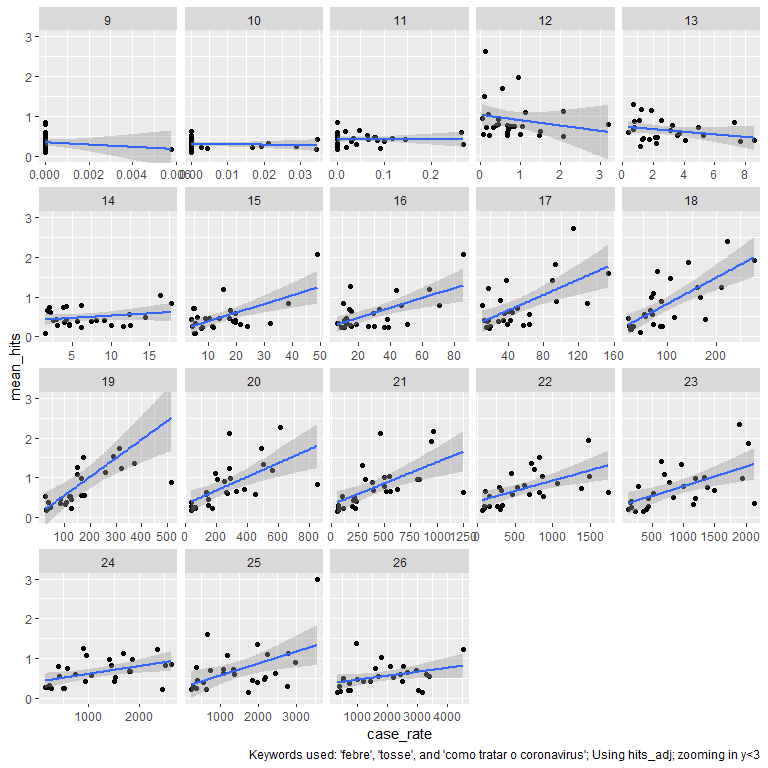 9 10 11 12 13
3
2
1
0
0.000 0.002 0.004 0.00 0.01 0.02 0.03 0.0 0.1 0.2 0 1 2 3 0 2 4 6 8
14 15 16 17 18
3
2
1
0
5 10 15 10 20 30 40 50 20 40 60 80 40 80 120 160 100 200
19 20 21 22 23
3
2
1
0
100 200 300 400 500 0 200 400 600 800 0 250 500 750 1000 1250 0 500 1000 1500 500 1000 1500 2000
24 25 26
3
2
1
0
1000 2000 1000 2000 3000 1000 2000 3000 4000
mean_hits
case_rate
Keywords used: 'febre', 'tosse', and 'como tratar o coronavirus'; Using hits_adj; zooming in y<3